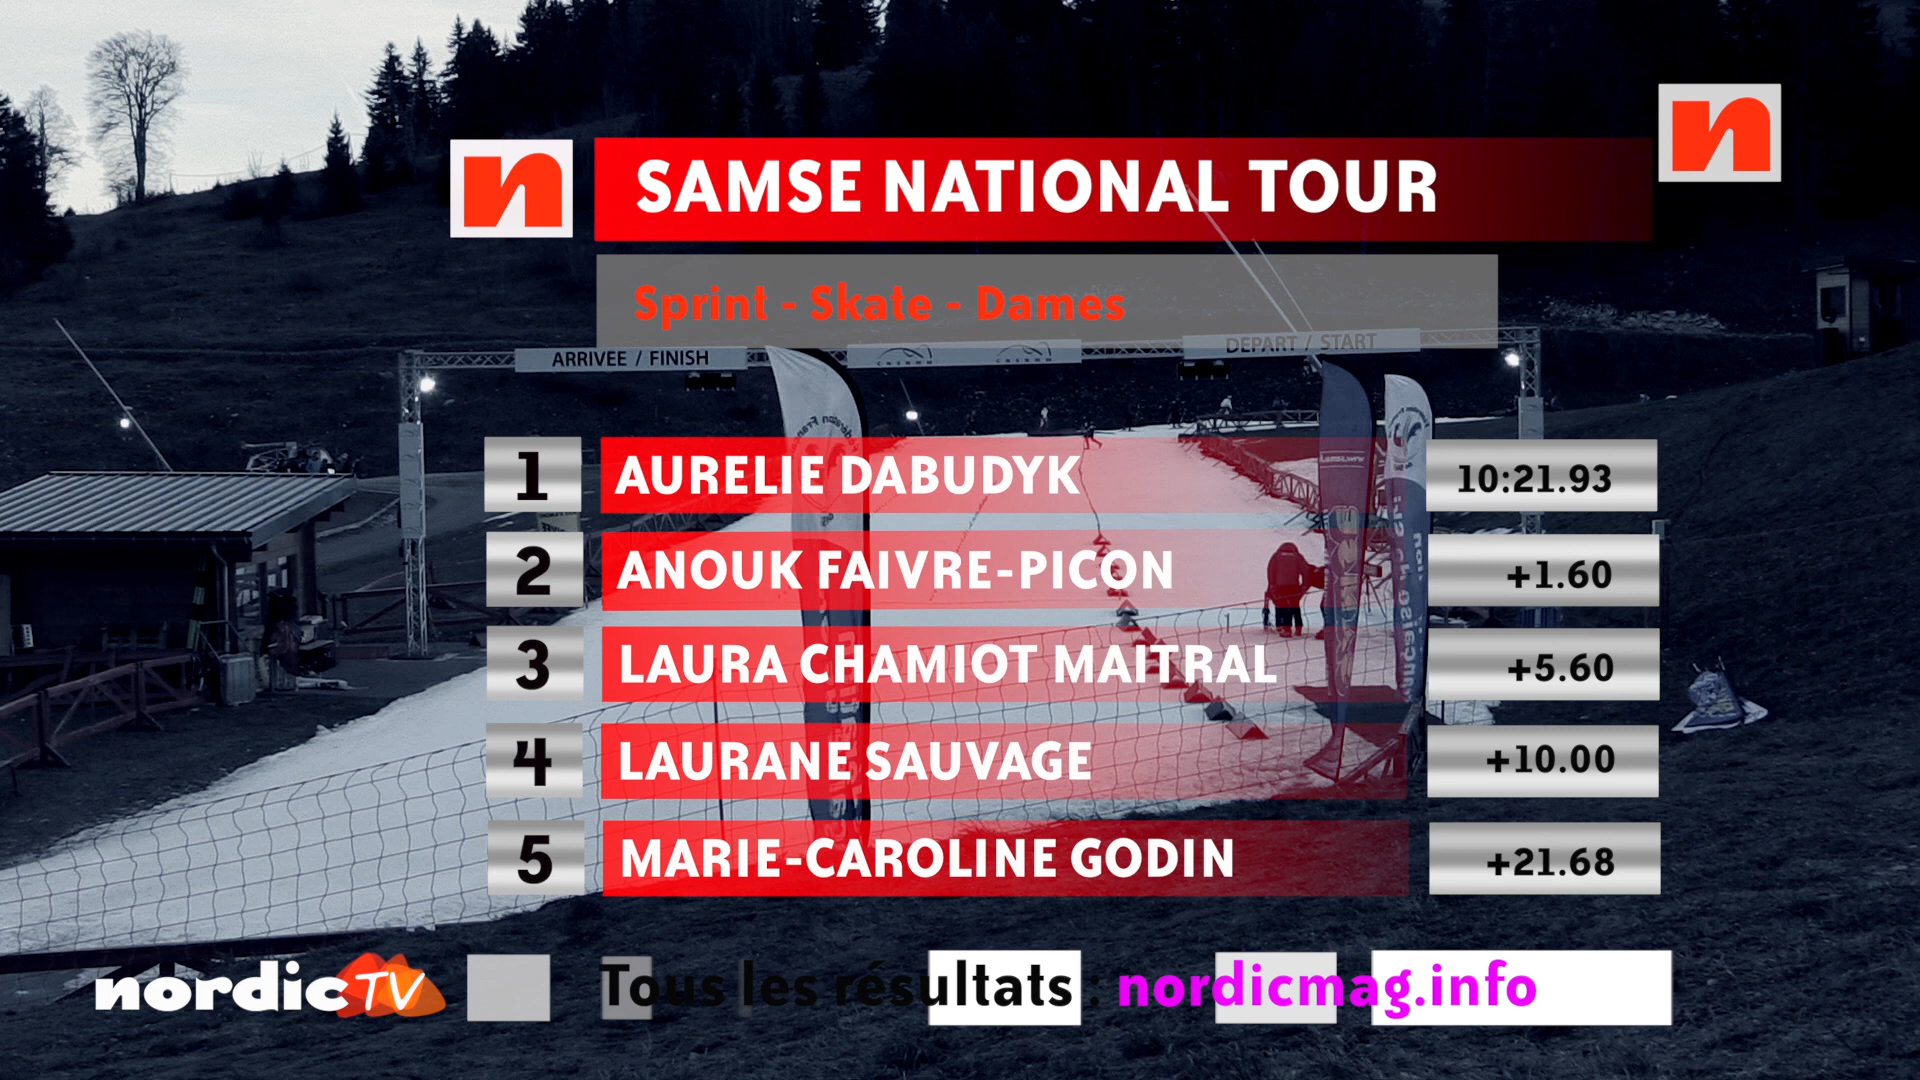 n
n
SAMSE NATIONAL TOUR
Sprint - Skate - Dames
ARRIVEE / FINISH
DEPART / START
1 AURELIE DABUDYK 10:21.93
2 ANOUK FAIVRE-PICON +1.60
3 LAURA CHAMIOT MAITRAL +5.60
4 LAURANE SAUVAGE +10.00
5 MARIE-CAROLINE GODIN +21.68
nordicTV
Tous les résultats : nordicmag.info